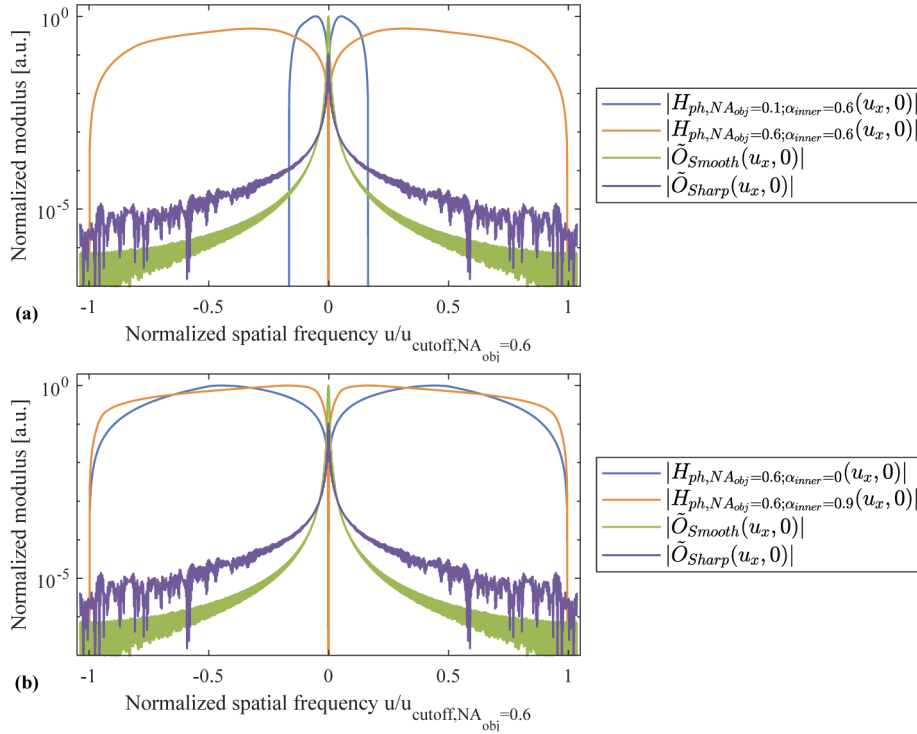 10^0
10^-5
Normalized modulus [a.u.]
-1 -0.5 0 0.5 1
(a)
Normalized spatial frequency u/u_cutoff,NA_obj=0.6
|H_ph,NA_obj=0.1;α_inner=0.6(u_x,0)|
|H_ph,NA_obj=0.6;α_inner=0.6(u_x,0)|
|Õ_Smooth(u_x,0)|
|Õ_Sharp(u_x,0)|
10^0
10^-5
Normalized modulus [a.u.]
-1 -0.5 0 0.5 1
(b)
Normalized spatial frequency u/u_cutoff,NA_obj=0.6
|H_ph,NA_obj=0.6;α_inner=0(u_x,0)|
|H_ph,NA_obj=0.6;α_inner=0.9(u_x,0)|
|Õ_Smooth(u_x,0)|
|Õ_Sharp(u_x,0)|